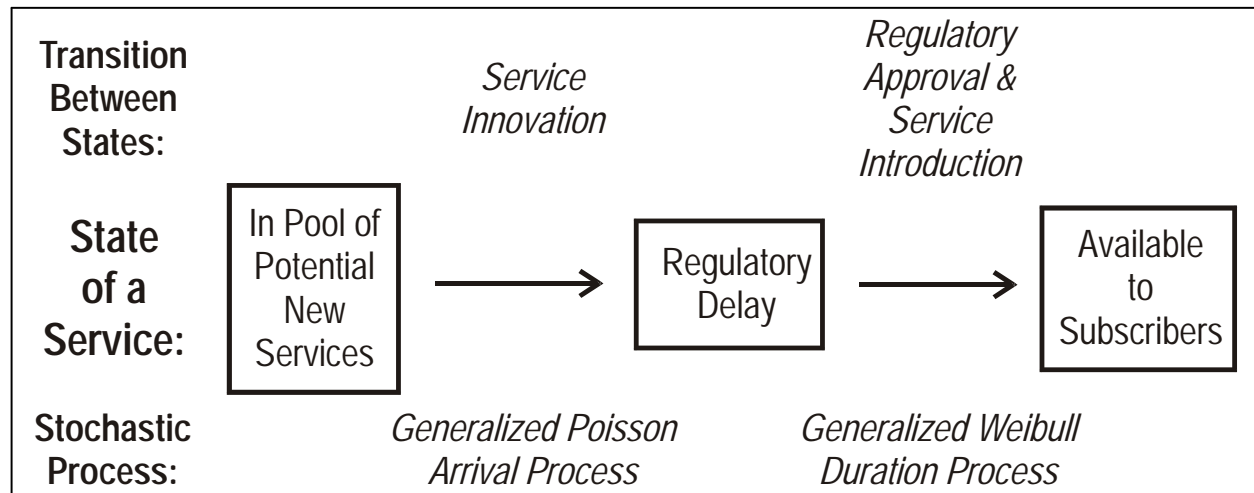 Transition
Between
States:
Service
Innovation
Regulatory
Approval &
Service
Introduction
State
of a
Service:
In Pool of
Potential
New
Services
Regulatory
Delay
Available
to
Subscribers
Stochastic
Process:
Generalized Poisson
Arrival Process
Generalized Weibull
Duration Process